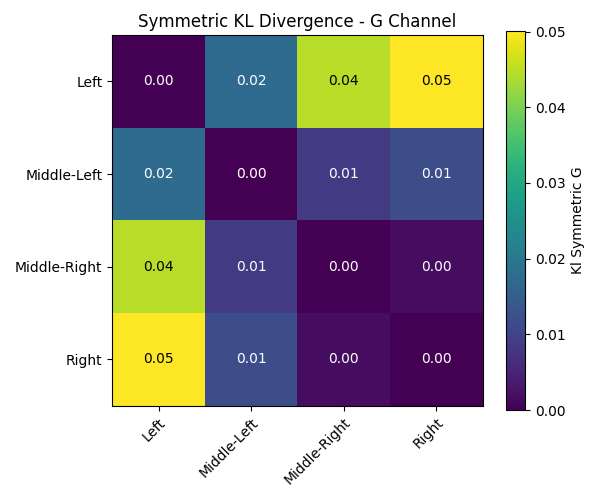 Symmetric KL Divergence - G Channel
Left
0.00 0.02 0.04 0.05
Middle-Left
0.02 0.00 0.01 0.01
Middle-Right
0.04 0.01 0.00 0.00
Right
0.05 0.01 0.00 0.00
Left
Middle-Left
Middle-Right
Right
0.05
0.04
0.03
0.02
0.01
0.00
Kl Symmetric G